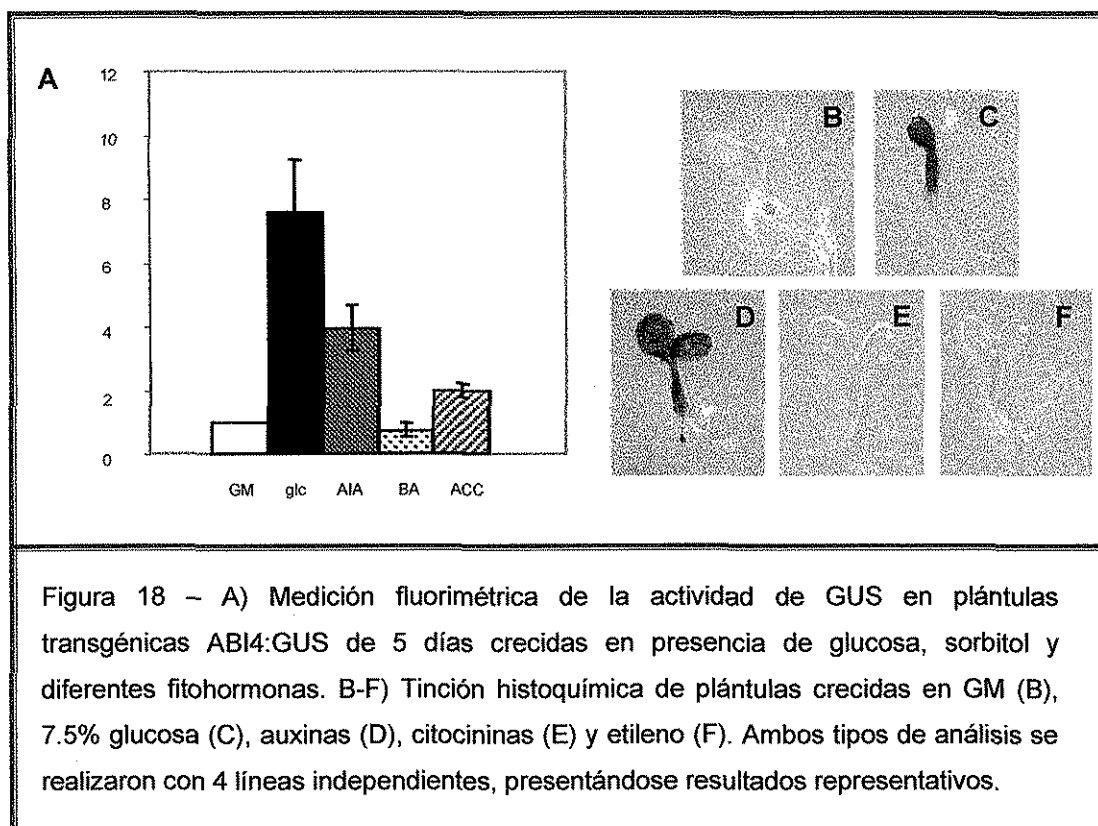 A
12
10
8
6
4
2
0
GM glc AIA BA ACC
B
C
D
E
F
Figura 18 – A) Medición fluorimétrica de la actividad de GUS en plántulas
transgénicas ABI4:GUS de 5 días crecidas en presencia de glucosa, sorbitol y
diferentes fitohormonas. B-F) Tinción histoquímica de plántulas crecidas en GM (B),
7.5% glucosa (C), auxinas (D), citocininas (E) y etileno (F). Ambos tipos de análisis se
realizaron con 4 líneas independientes, presentándose resultados representativos.